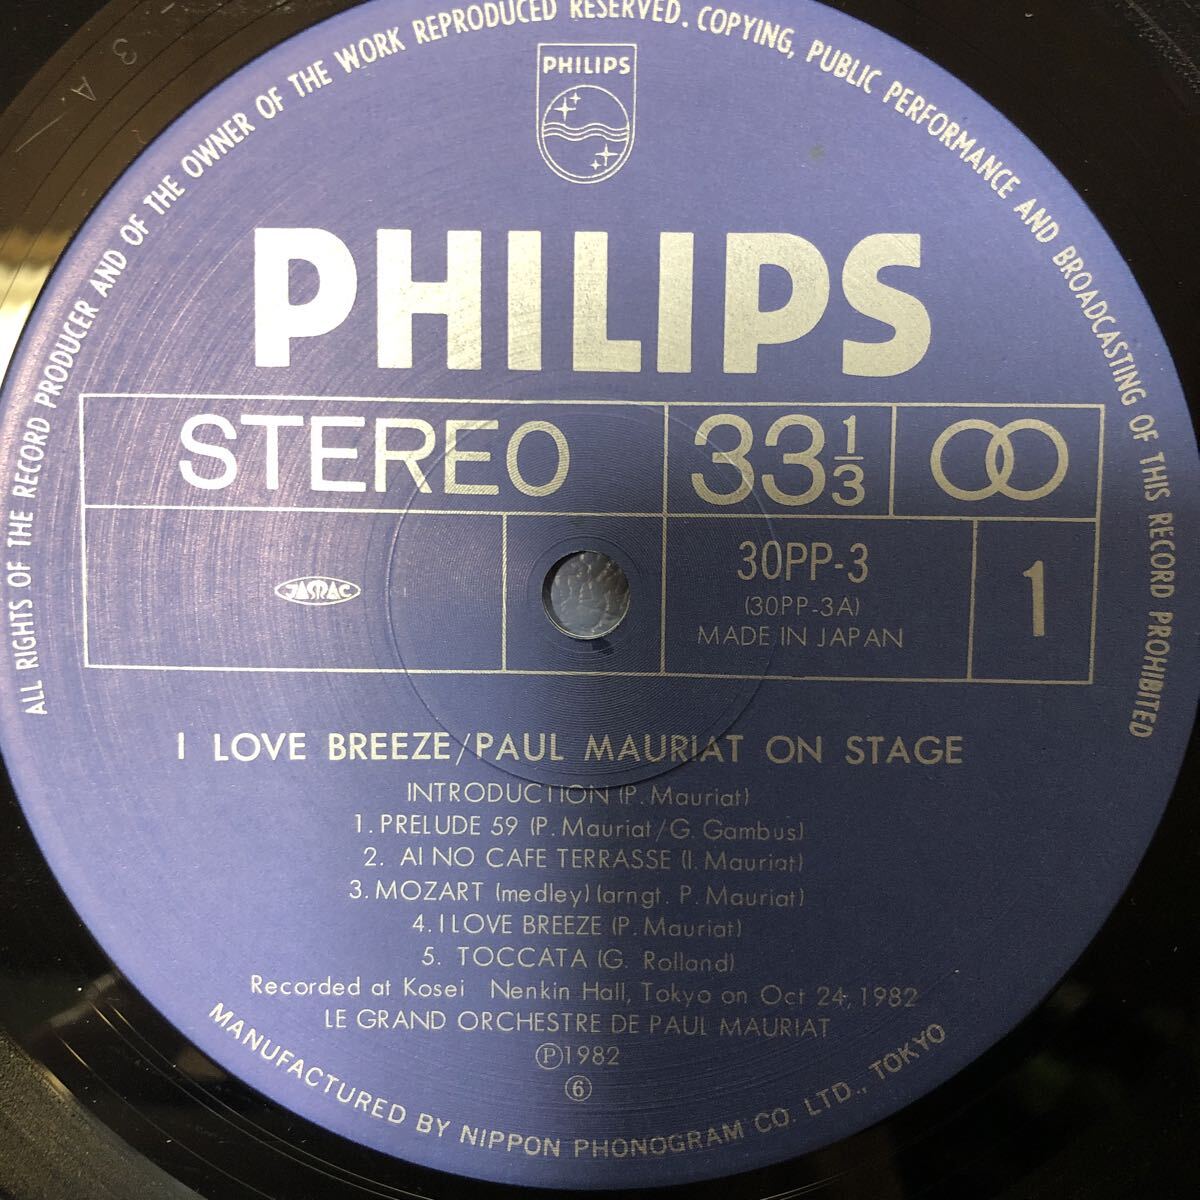 ALL RIGHTS OF THE RECORD PRODUCER AND OF THE OWNER OF THE WORK REPRODUCED RESERVED. COPYING, PUBLIC PERFORMANCE AND BROADCASTING OF THIS RECORD PROHIBITED
PHILIPS
PHILIPS
STEREO 33 1/3
JASRAC
30PP-3
(30PP-3A)
MADE IN JAPAN
1
I LOVE BREEZE/PAUL MAURIAT ON STAGE
INTRODUCTION (P. Mauriat)
1. PRELUDE 59 (P. Mauriat/G. Gambus)
2. AI NO CAFE TERRASSE (I. Mauriat)
3. MOZART (medley) (arngt. P. Mauriat)
4. I LOVE BREEZE (P. Mauriat)
5. TOCCATA (G. Rolland)
Recorded at Kosei Nenkin Hall, Tokyo on Oct 24, 1982
LE GRAND ORCHESTRE DE PAUL MAURIAT
Ⓟ1982
⑥
MANUFACTURED BY NIPPON PHONOGRAM CO. LTD., TOKYO
3 A.